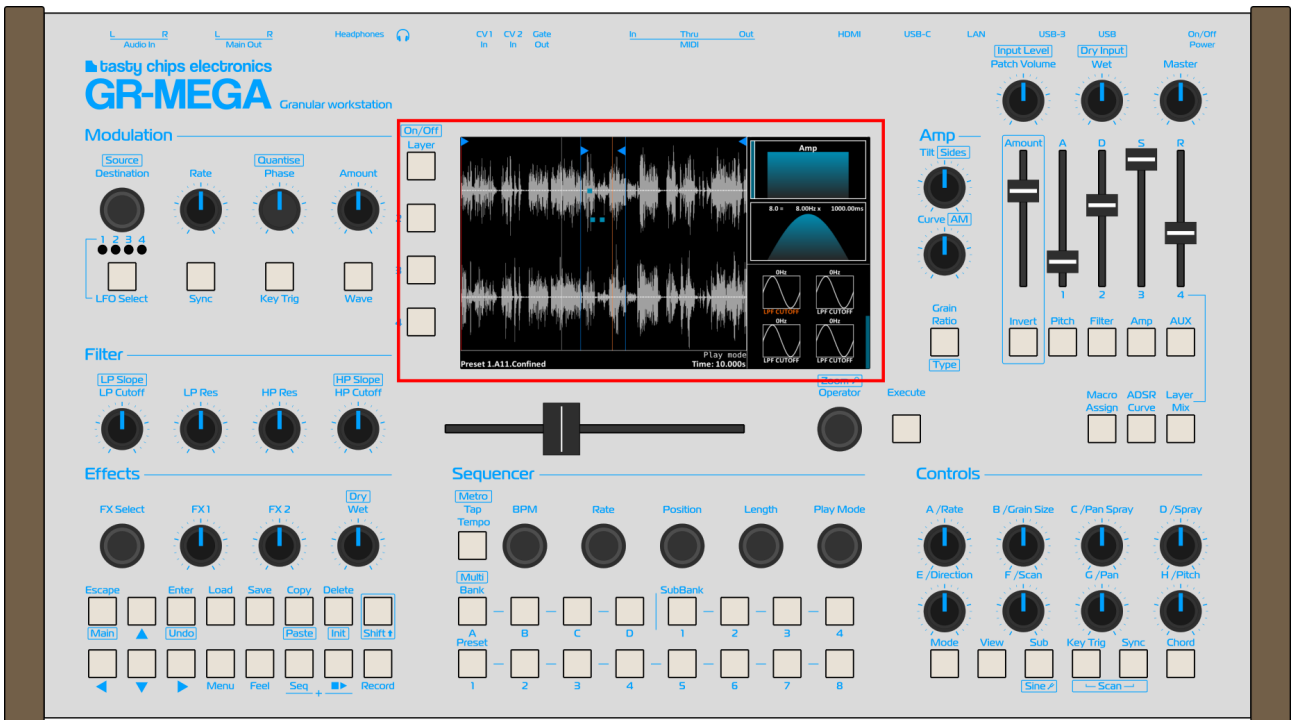 L R L R Headphones CV1 CV2 Gate In Thru Out HDMI USB-C LAN USB-3 USB On/Off
Audio In Main Out In In Out MIDI Power
Input Level Dry Input
Patch Volume Wet Master
tasty chips electronics
GR-MEGA Granular workstation
Modulation
Source Quantise
Destination Rate Phase Amount
1 2 3 4
LFO Select Sync Key Trig Wave
On/Off
Layer
2
3
4
Amp
8.0 = 8.00Hz x 1000.00ms
0Hz 0Hz
LPF CUTOFF LPF CUTOFF
0Hz 0Hz
LPF CUTOFF LPF CUTOFF
Play mode
Preset 1.A11.Confined Time: 10.000s
Amp
Tilt Sides
Curve AM
Grain
Ratio
Type
Amount A D S R
1 2 3 4
Invert Pitch Filter Amp AUX
Macro ADSR Layer
Assign Curve Mix
Filter
LP Slope HP Slope
LP Cutoff LP Res HP Res HP Cutoff
Zoom
Operator Execute
Effects
Dry
FX Select FX1 FX2 Wet
Escape Enter Load Save Copy Delete
Main Undo Paste Init Shift
Menu Feel Seq + Record
Sequencer
Metro
Tap BPM Rate Position Length Play Mode
Tempo
Multi
Bank SubBank
A B C D 1 2 3 4
Preset
1 2 3 4 5 6 7 8
Controls
A /Rate B /Grain Size C /Pan Spray D /Spray
E /Direction F /Scan G /Pan H /Pitch
Mode View Sub Key Trig Sync Chord
Sine Scan